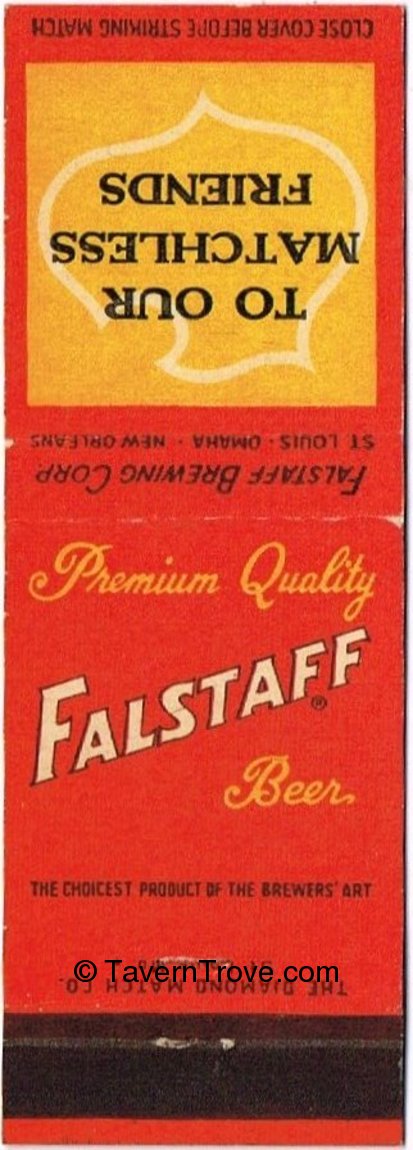 CLOSE COVER BEFORE STRIKING MATCH
TO OUR
MATCHLESS
FRIENDS
FALSTAFF BREWING CORP.
ST LOUIS · OMAHA · NEW ORLEANS
Premium Quality
FALSTAFF®
Beer
THE CHOICEST PRODUCT OF THE BREWERS' ART
THE DIAMOND MATCH CO.
ST.
© TavernTrove.com